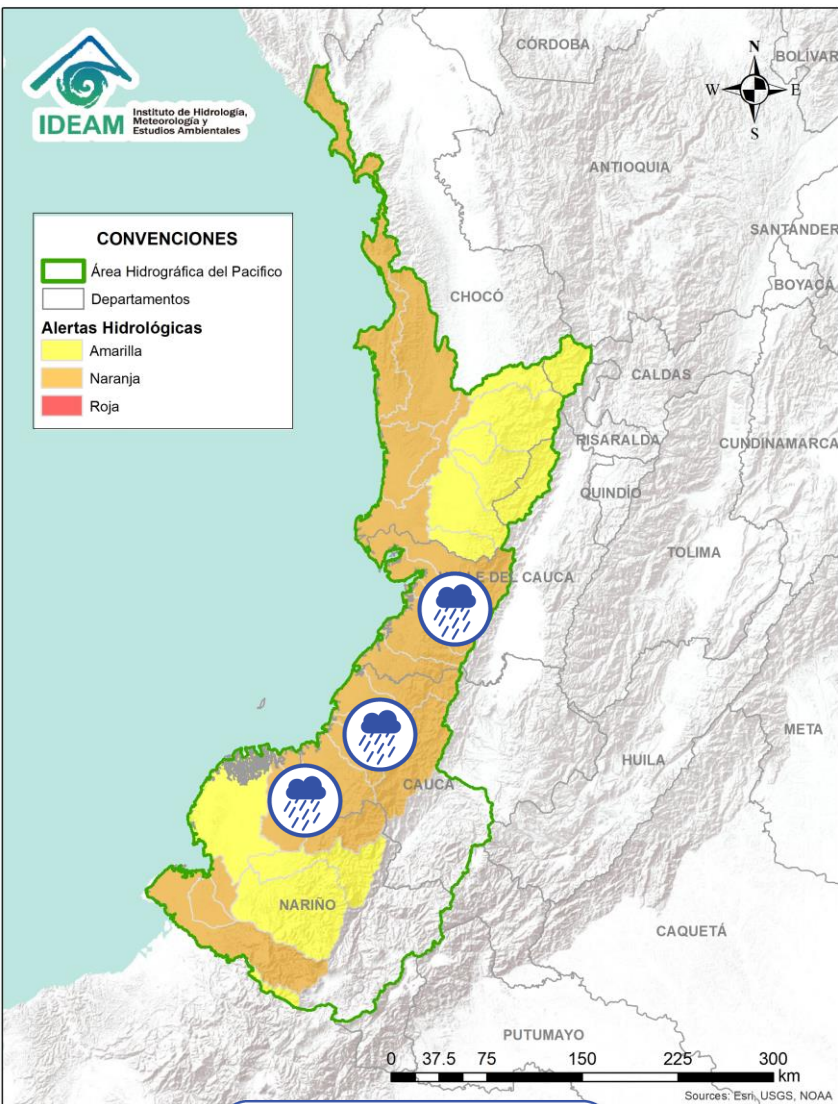 IDEAM
Instituto de Hidrología,
Meteorología y
Estudios Ambientales
CÓRDOBA
BOLÍVAR
N
W
E
S
ANTIOQUIA
SANTANDER
BOYACÁ
CONVENCIONES
Área Hidrográfica del Pacifico
Departamentos
Alertas Hidrológicas
Amarilla
Naranja
Roja
CHOCÓ
CALDAS
RISARALDA
CUNDINAMARCA
QUINDÍO
TOLIMA
LE DEL CAUCA
META
HUILA
CAUCA
NARIÑO
CAQUETÁ
PUTUMAYO
0 37.5 75 150 225 300
km
Sources: Esri, USGS, NOAA